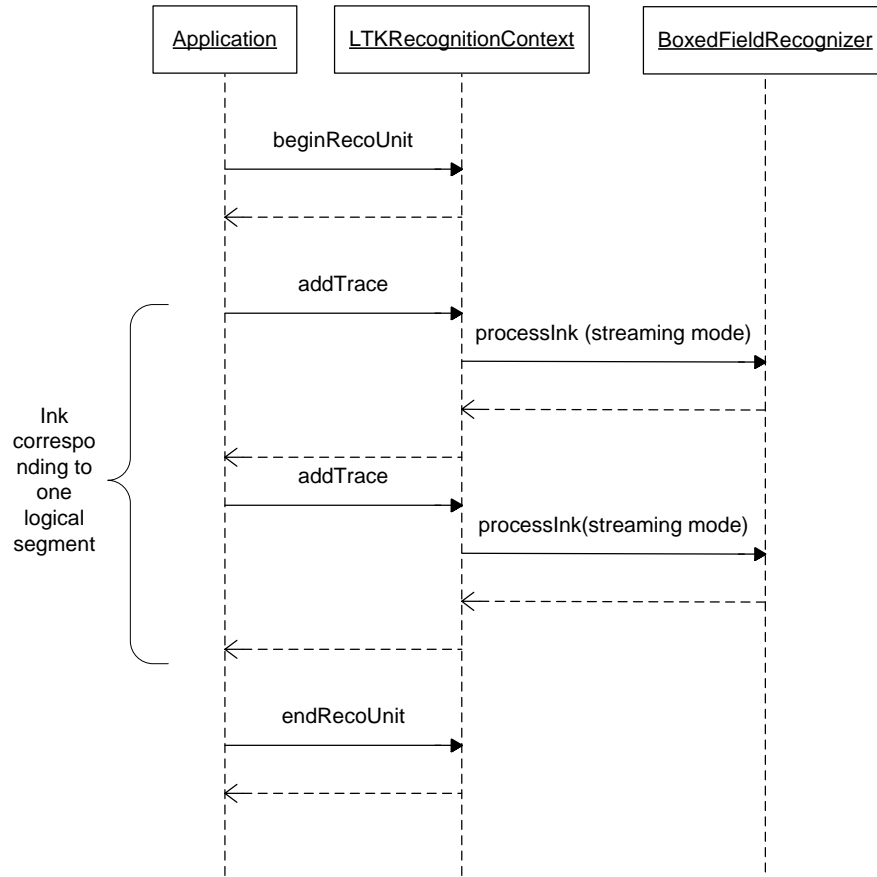 Application
LTKRecognitionContext
BoxedFieldRecognizer
beginRecoUnit
addTrace
processInk (streaming mode)
Ink
correspo
nding to
one
logical
segment
addTrace
processInk(streaming mode)
endRecoUnit